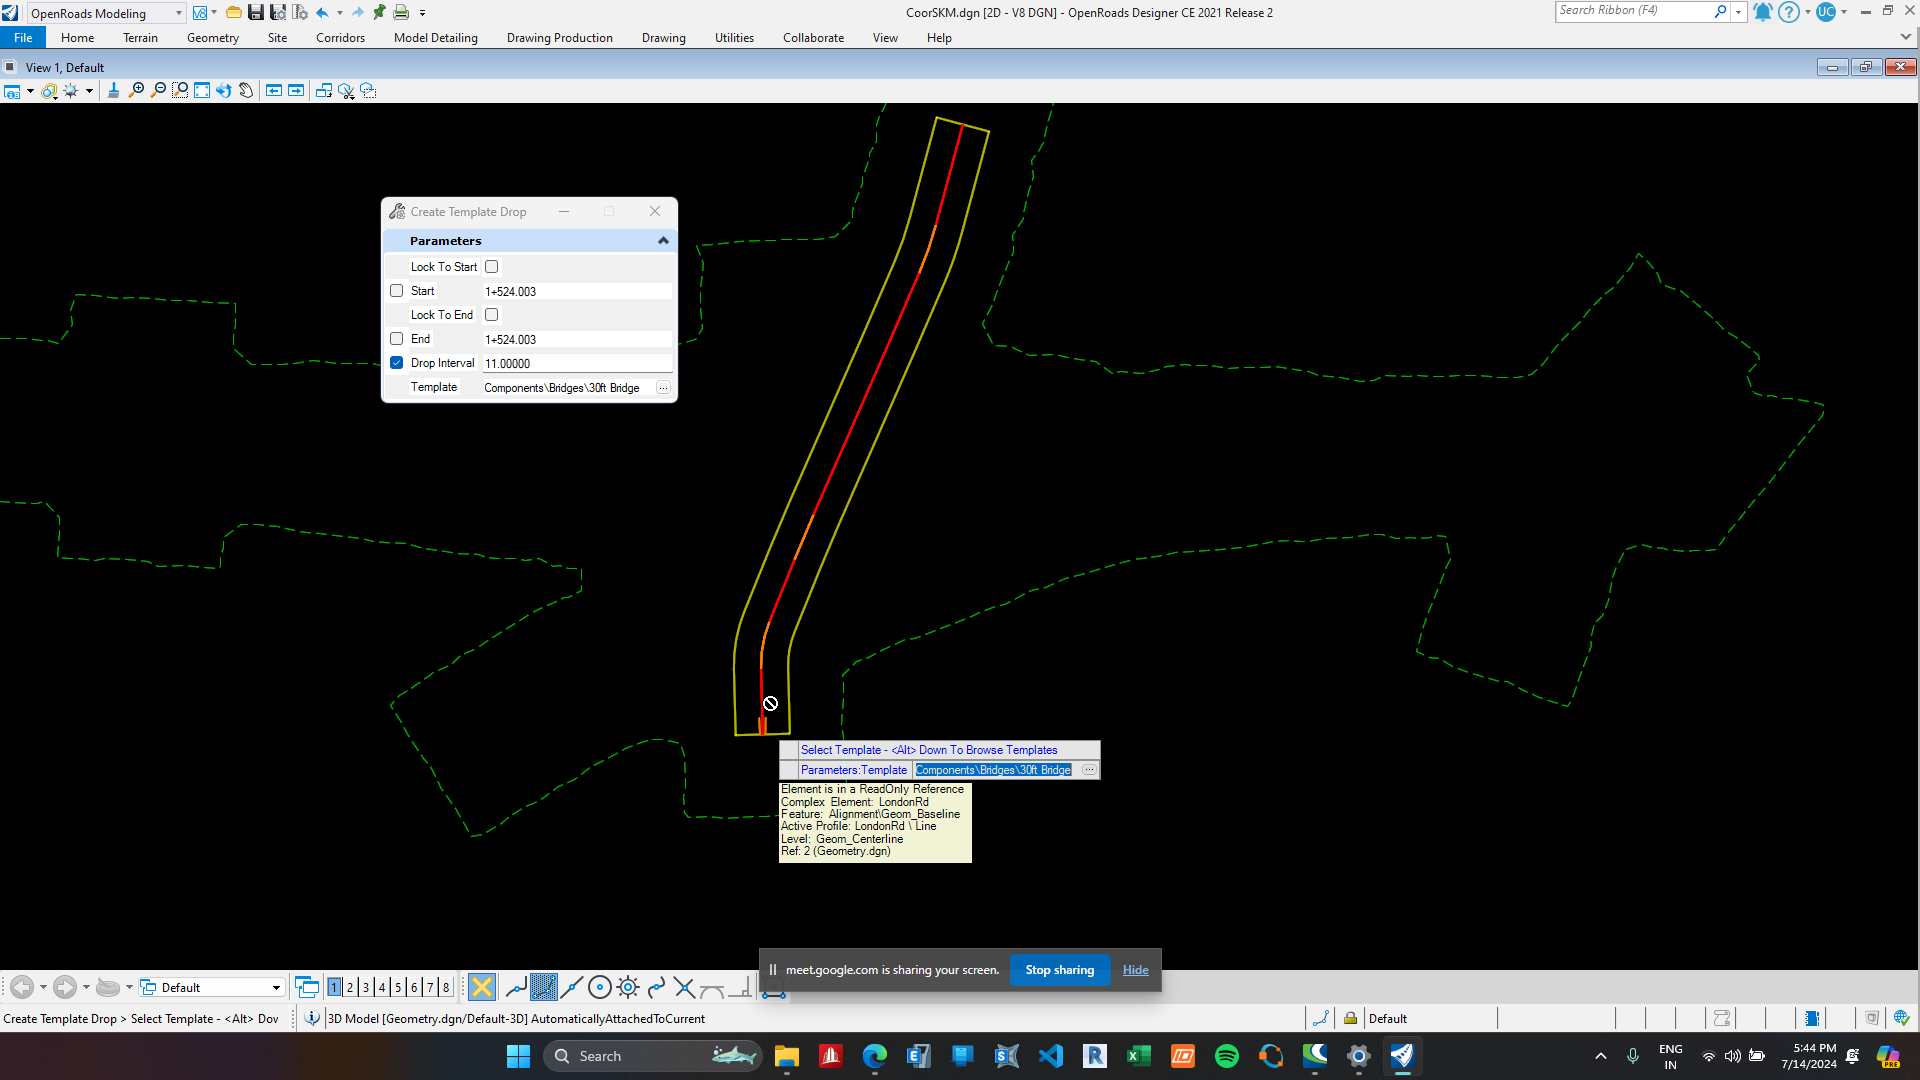 OpenRoads Modeling
CoorSKM.dgn [2D - V8 DGN] - OpenRoads Designer CE 2021 Release 2
Search Ribbon (F4)
UC
File Home Terrain Geometry Site Corridors Model Detailing Drawing Production Drawing Utilities Collaborate View Help
View 1, Default
Create Template Drop
Parameters
Lock To Start
Start 1+524.003
Lock To End
End 1+524.003
Drop Interval 11.00000
Template Components\Bridges\30ft Bridge ...
Select Template - <Alt> Down To Browse Templates
Parameters:Template Components\Bridges\30ft Bridge ...
Element is in a ReadOnly Reference
Complex Element: LondonRd
Feature: Alignment\Geom_Baseline
Active Profile: LondonRd \ Line
Level: Geom_Centerline
Ref: 2 (Geometry.dgn)
meet.google.com is sharing your screen. Stop sharing Hide
Default 1 2 3 4 5 6 7 8
Create Template Drop > Select Template - <Alt> Dov
3D Model [Geometry.dgn/Default-3D] AutomaticallyAttachedToCurrent
Default
Search
ENG
IN
5:44 PM
7/14/2024
PRE